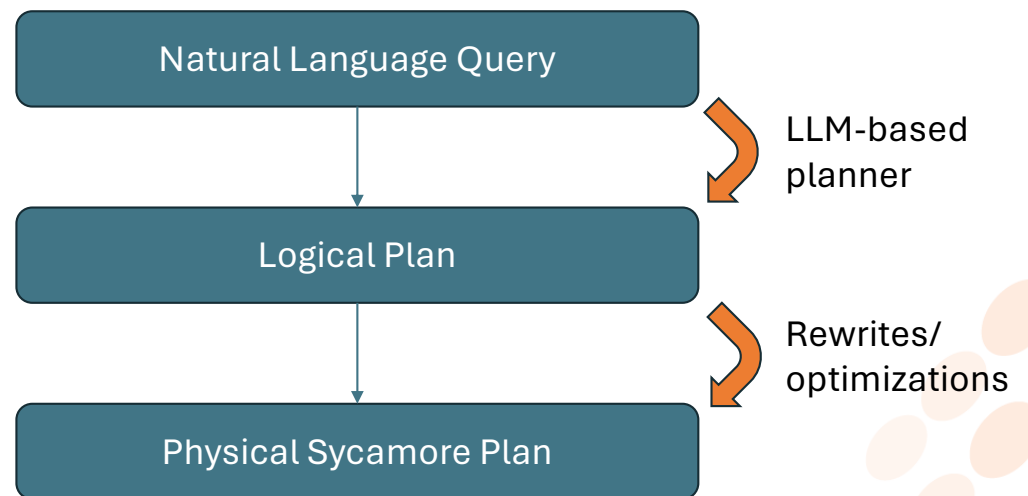 Natural Language Query
LLM-based
planner
Logical Plan
Rewrites/
optimizations
Physical Sycamore Plan